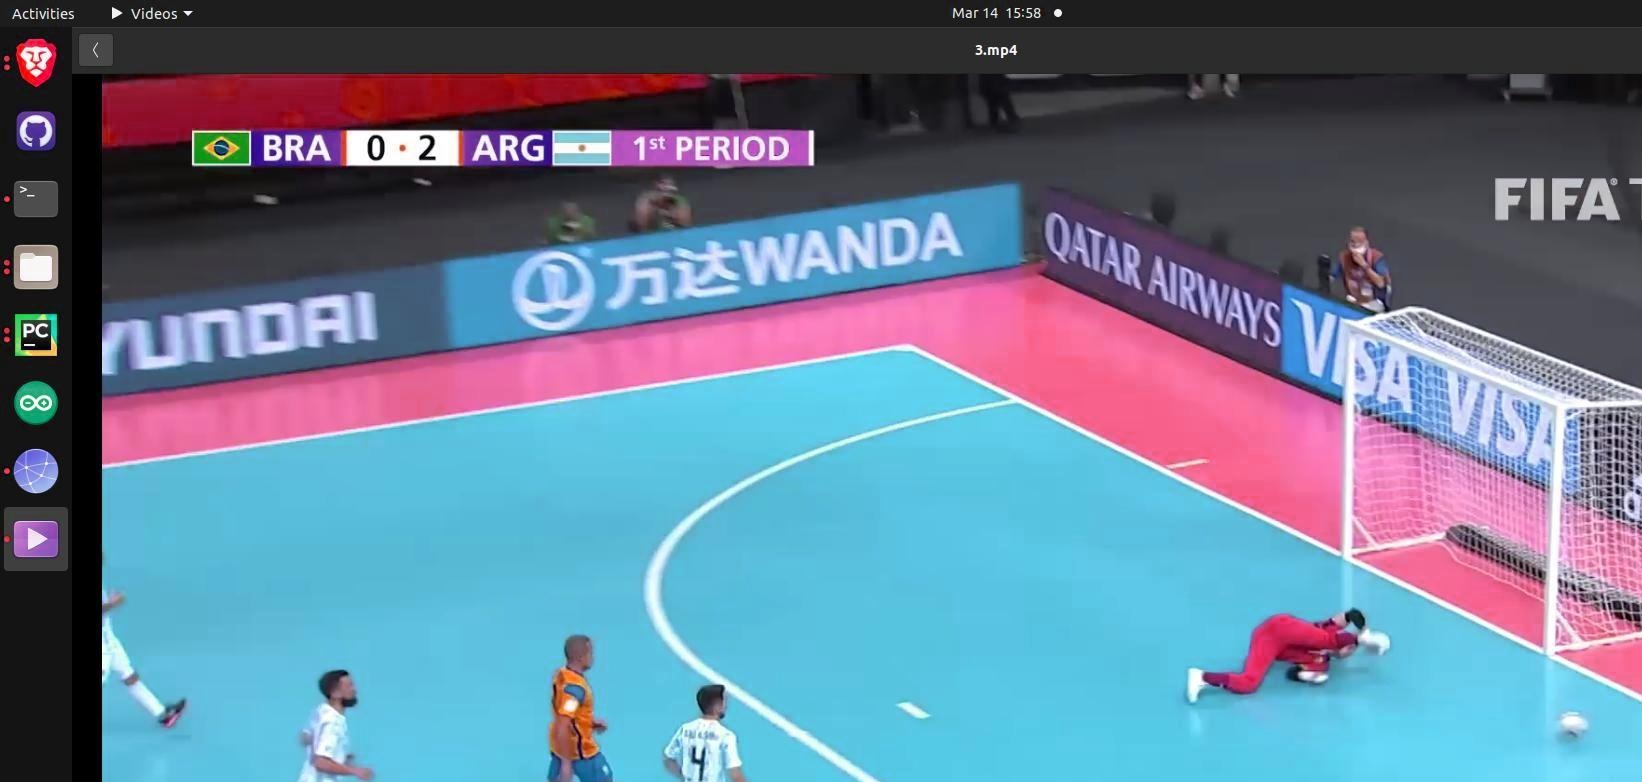 Activities
Videos
Mar 14 15:58
3.mp4
>_
PC
BRA 0 · 2 ARG 1st PERIOD
FIFA
万达WANDA
QATAR AIRWAYS
YUNDAI
VISA VISA
4